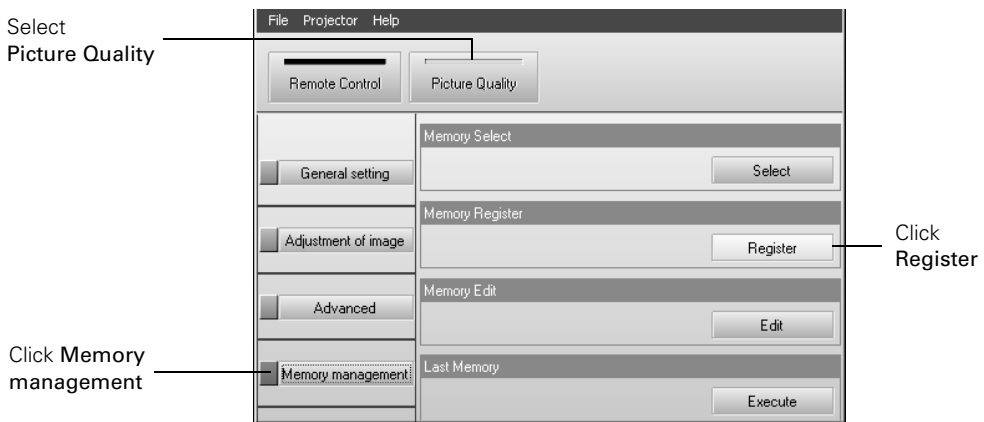 File Projector Help
Select
Picture Quality
Remote Control
Picture Quality
Memory Select
General setting
Select
Memory Register
Adjustment of image
Register
Click
Register
Memory Edit
Advanced
Edit
Click Memory
management
Memory management
Last Memory
Execute